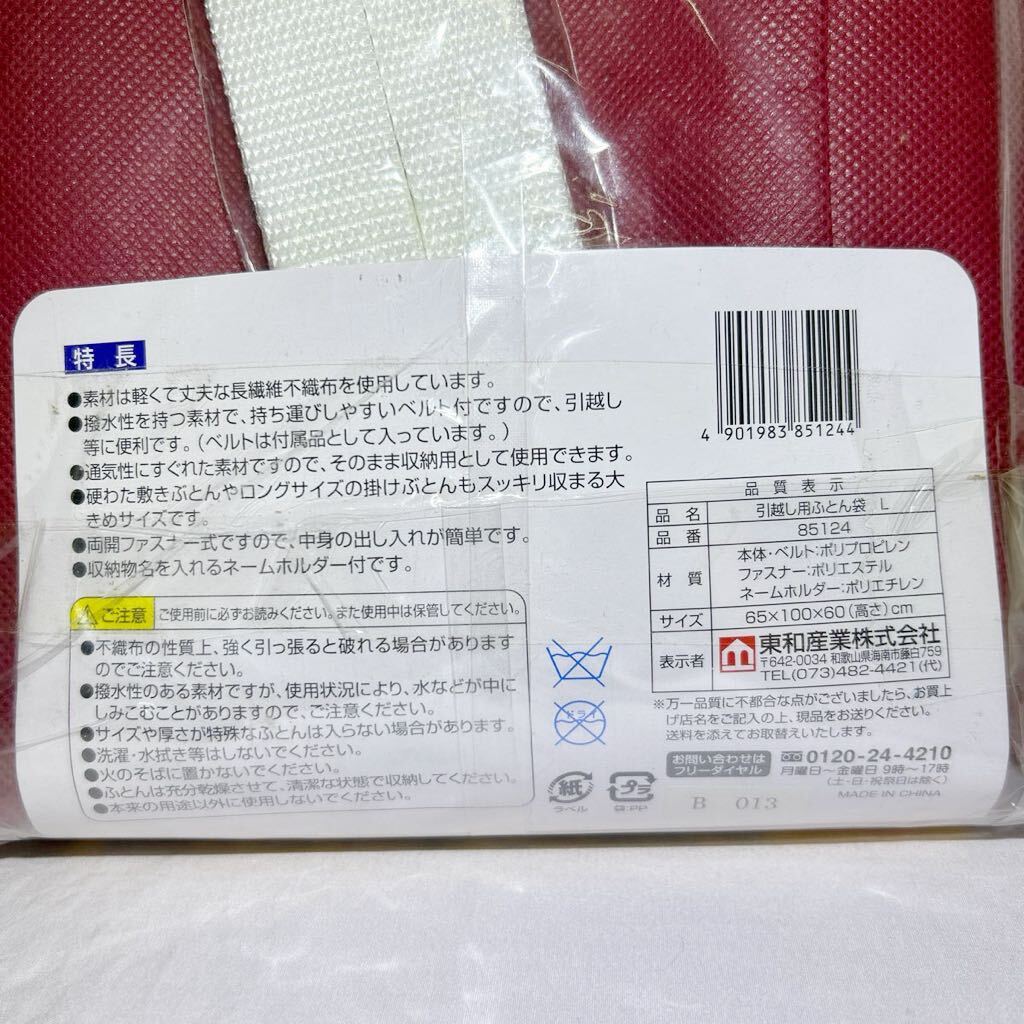 特長
●素材は軽くて丈夫な長繊維不織布を使用しています。
●撥水性を持つ素材で、持ち運びしやすいベルト付ですので、引越し
等に便利です。(ベルトは付属品として入っています。)
●通気性にすぐれた素材ですので、そのまま収納用として使用できます。
●硬わた敷きぶとんやロングサイズの掛けぶとんもスッキリ収まる大
きめサイズです。
●両開ファスナー式ですので、中身の出し入れが簡単です。
●収納物名を入れるネームホルダー付です。
ご注意 ご使用前に必ずお読みください。また使用中は保管してください。
●不織布の性質上、強く引っ張ると破れる場合があります
のでご注意ください。
●撥水性のある素材ですが、使用状況により、水などが中に
しみこむことがありますので、ご注意ください。
●サイズや厚さが特殊なふとんは入らない場合があります。
●洗濯・水拭き等はしないでください。
●火のそばに置かないでください。
●ふとんは充分乾燥させて、清潔な状態で収納してください。
●本来の用途以外に使用しないでください。
ドライ
紙
ラベル
プラ
袋:PP
4 901983 851244
品質表示
品名 引越し用ふとん袋 L
品番 85124
材質 本体・ベルト:ポリプロピレン
ファスナー:ポリエステル
ネームホルダー:ポリエチレン
サイズ 65×100×60(高さ)cm
表示者 東和産業株式会社
〒642-0034 和歌山県海南市藤白759
TEL(073)482-4421(代)
※万一品質に不都合な点がございましたら、お買上
げ店名をご記入の上、現品をお送りください。
送料を添えてお取替えいたします。
お問い合わせは
フリーダイヤル
0120-24-4210
月曜日〜金曜日 9時〜17時
(土・日・祝祭日は除く)
MADE IN CHINA
B 013